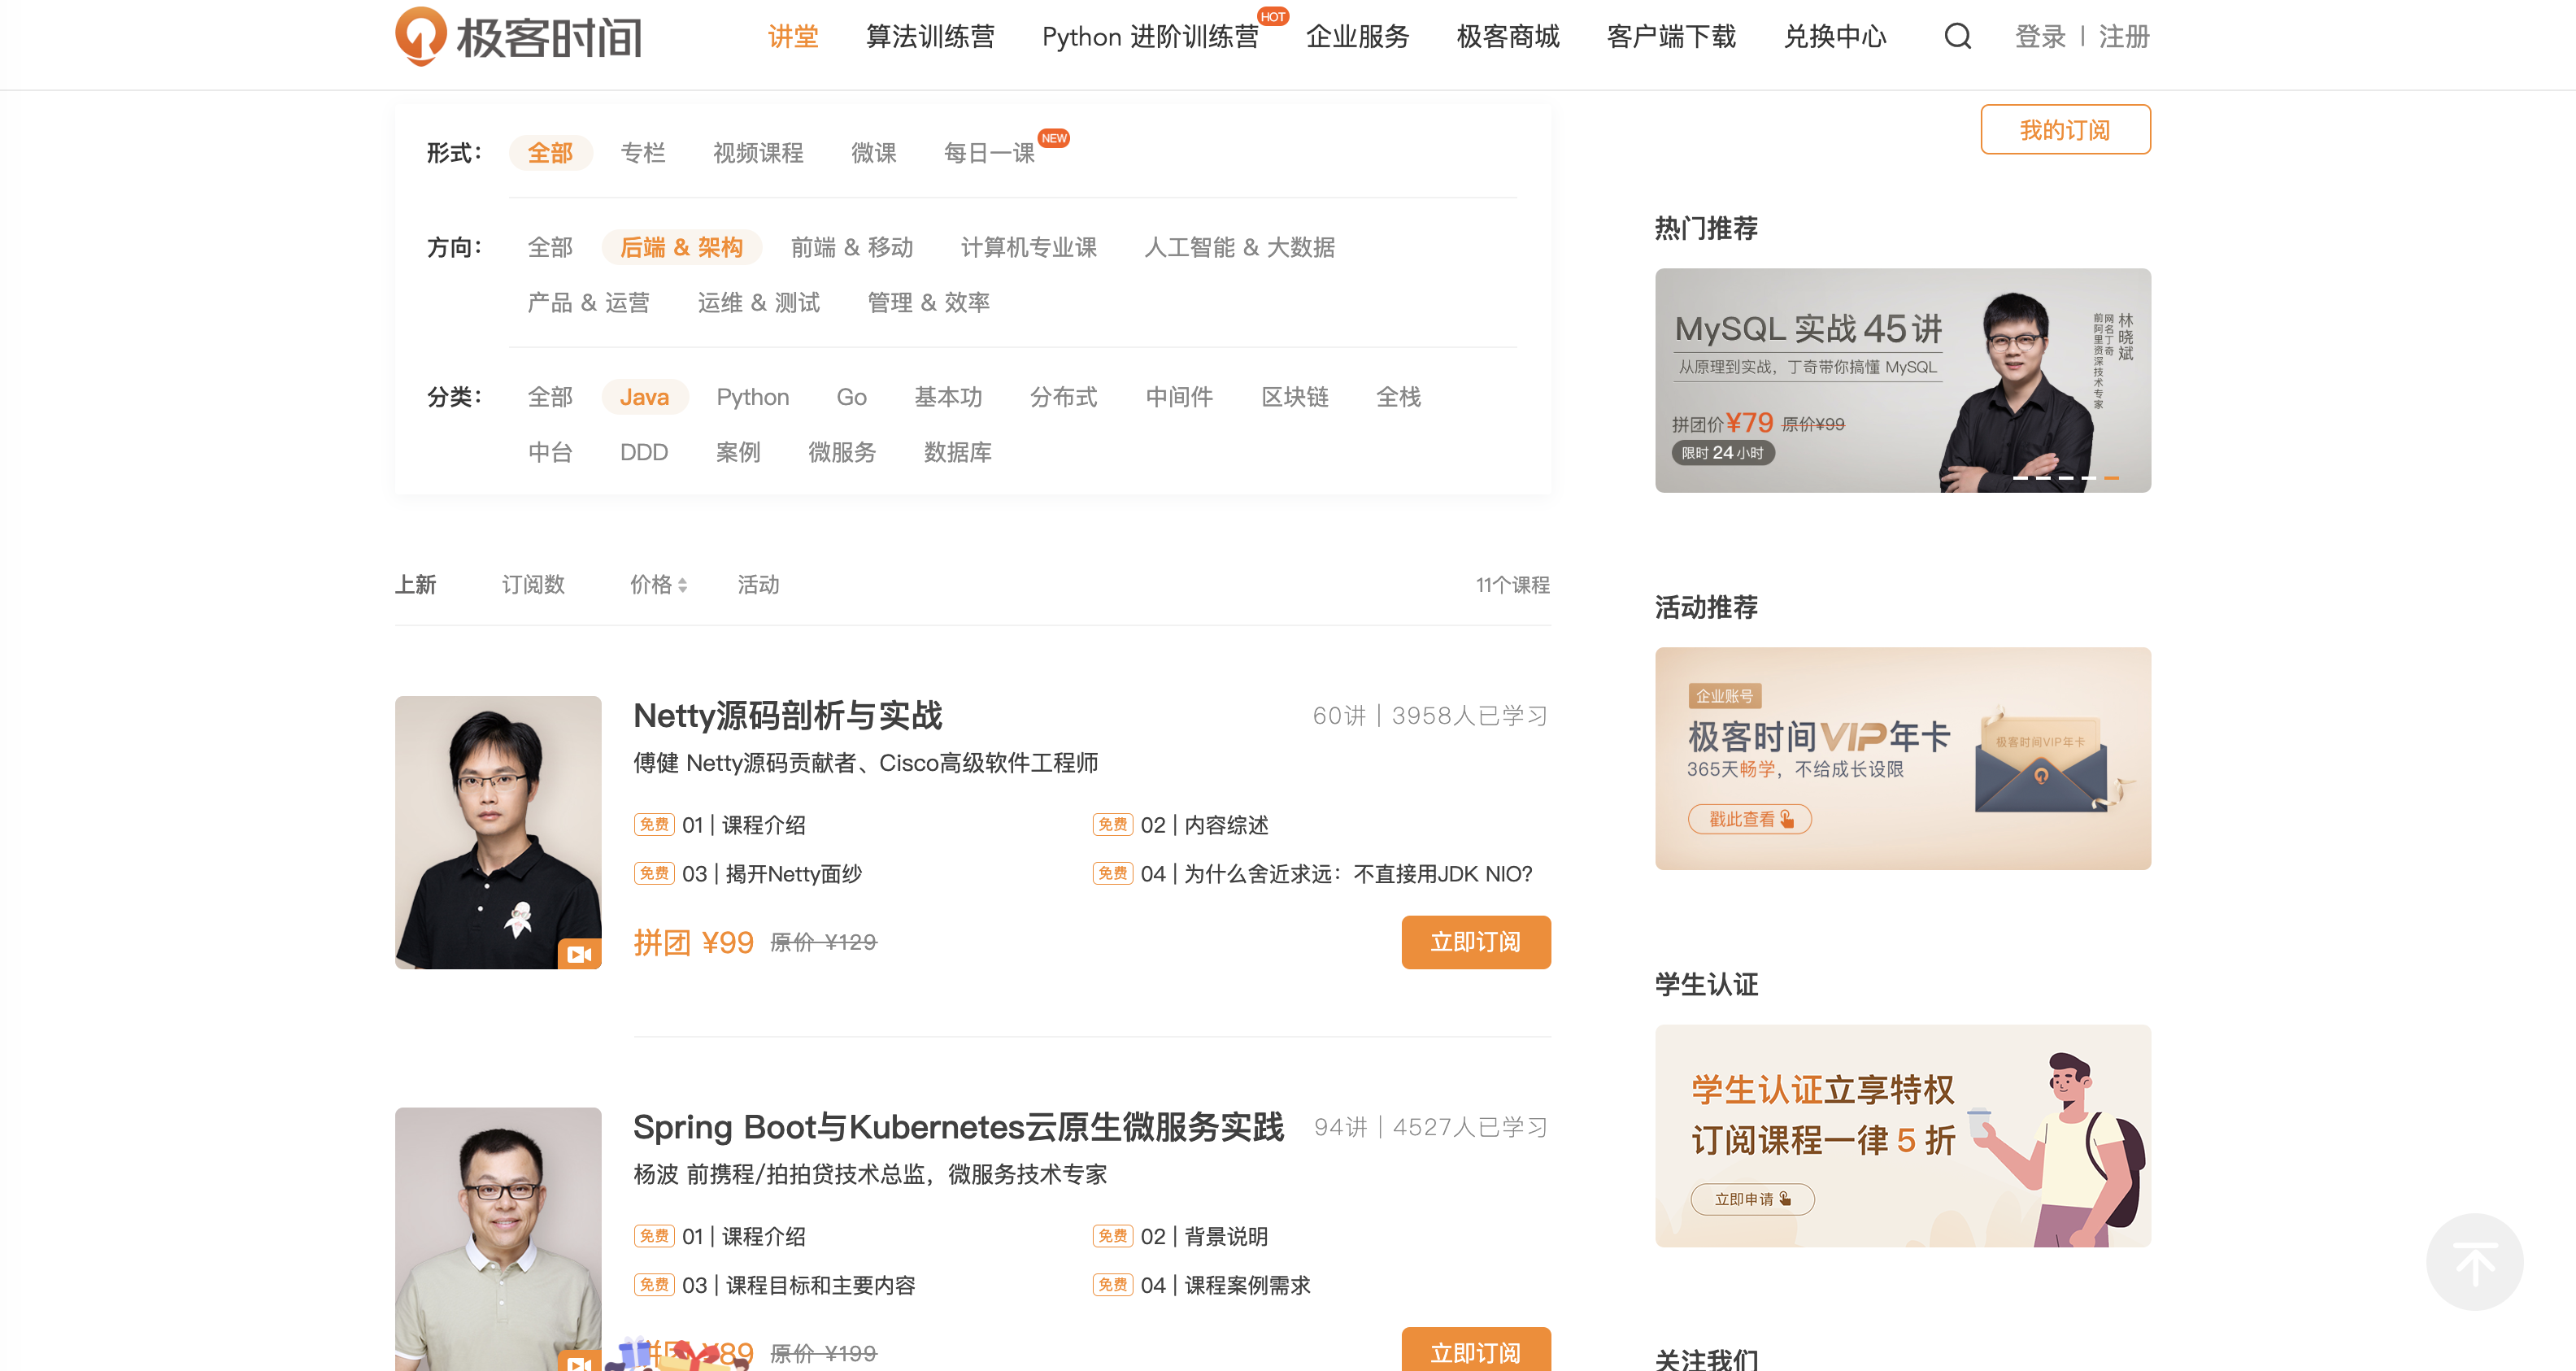 极客时间
讲堂 算法训练营 Python 进阶训练营 HOT 企业服务 极客商城 客户端下载 兑换中心 登录 | 注册
形式： 全部 专栏 视频课程 微课 每日一课 NEW
方向： 全部 后端 & 架构 前端 & 移动 计算机专业课 人工智能 & 大数据
产品 & 运营 运维 & 测试 管理 & 效率
分类： 全部 Java Python Go 基本功 分布式 中间件 区块链 全栈
中台 DDD 案例 微服务 数据库
上新 订阅数 价格 活动 11个课程
Netty源码剖析与实战 60讲 | 3958人已学习
傅健 Netty源码贡献者、Cisco高级软件工程师
免费 01 | 课程介绍 免费 02 | 内容综述
免费 03 | 揭开Netty面纱 免费 04 | 为什么舍近求远：不直接用JDK NIO?
拼团 ¥99 原价 ¥129 立即订阅
Spring Boot与Kubernetes云原生微服务实践 94讲 | 4527人已学习
杨波 前携程/拍拍贷技术总监，微服务技术专家
免费 01 | 课程介绍 免费 02 | 背景说明
免费 03 | 课程目标和主要内容 免费 04 | 课程案例需求
89 原价 ¥199 立即订阅
我的订阅
热门推荐
MySQL 实战 45 讲
从原理到实战，丁奇带你搞懂 MySQL
拼团价¥79 原价¥99
限时 24 小时
林晓斌
网名丁奇
前阿里资深技术专家
活动推荐
企业账号
极客时间VIP年卡
365天畅学，不给成长设限
戳此查看
极客时间VIP年卡
学生认证
学生认证立享特权
订阅课程一律 5 折
立即申请
关注我们